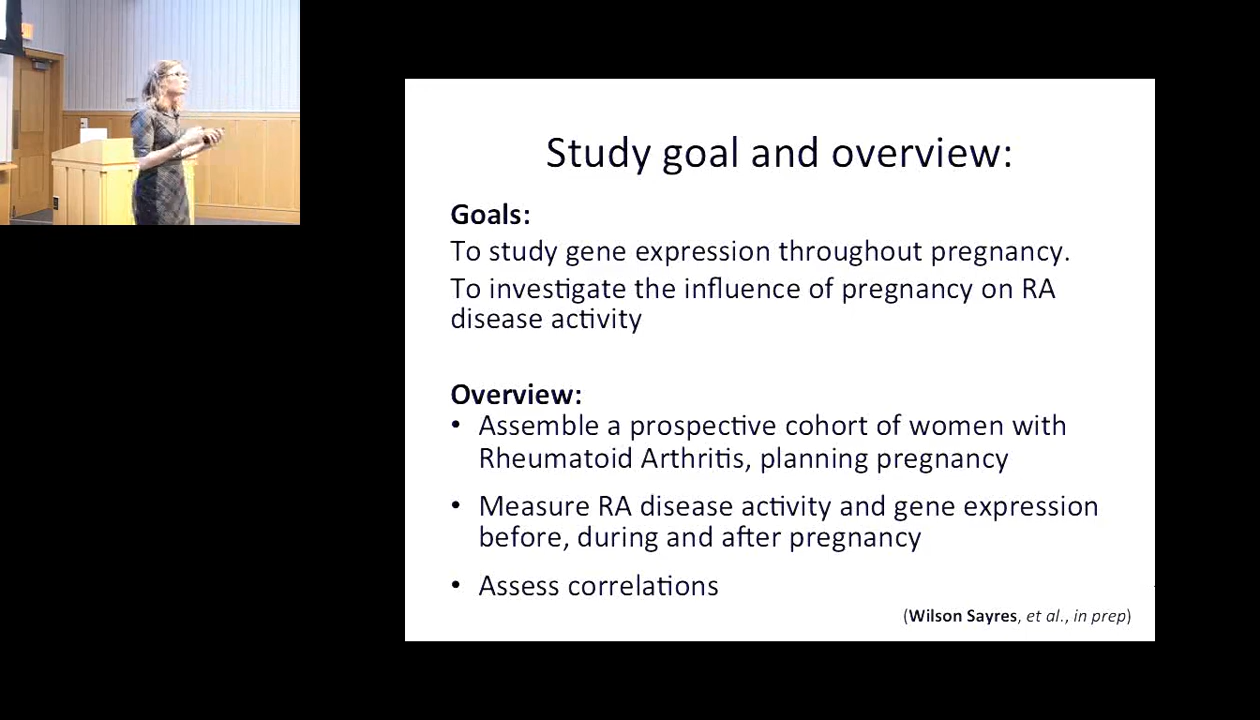 Study goal and overview:
Goals:
To study gene expression throughout pregnancy.
To investigate the influence of pregnancy on RA
disease activity
Overview:
• Assemble a prospective cohort of women with
Rheumatoid Arthritis, planning pregnancy
• Measure RA disease activity and gene expression
before, during and after pregnancy
• Assess correlations
(Wilson Sayres, et al., in prep)